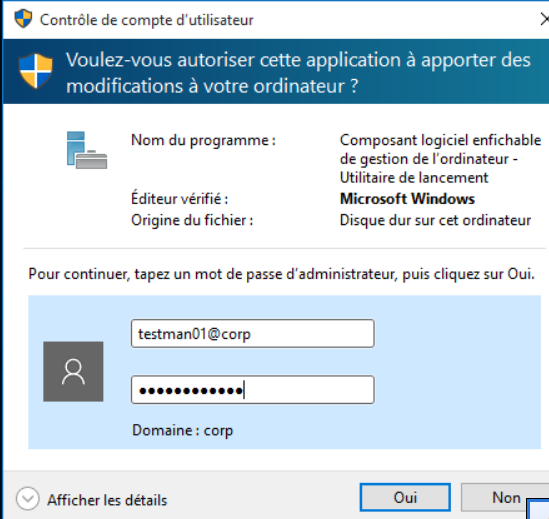 Contrôle de compte d'utilisateur
Voulez-vous autoriser cette application à apporter des
modifications à votre ordinateur ?
Nom du programme :
Composant logiciel enfichable
de gestion de l'ordinateur -
Utilitaire de lancement
Éditeur vérifié :
Microsoft Windows
Origine du fichier :
Disque dur sur cet ordinateur
Pour continuer, tapez un mot de passe d'administrateur, puis cliquez sur Oui.
testman01@corp
••••••••••••
Domaine : corp
Afficher les détails
Oui
Non